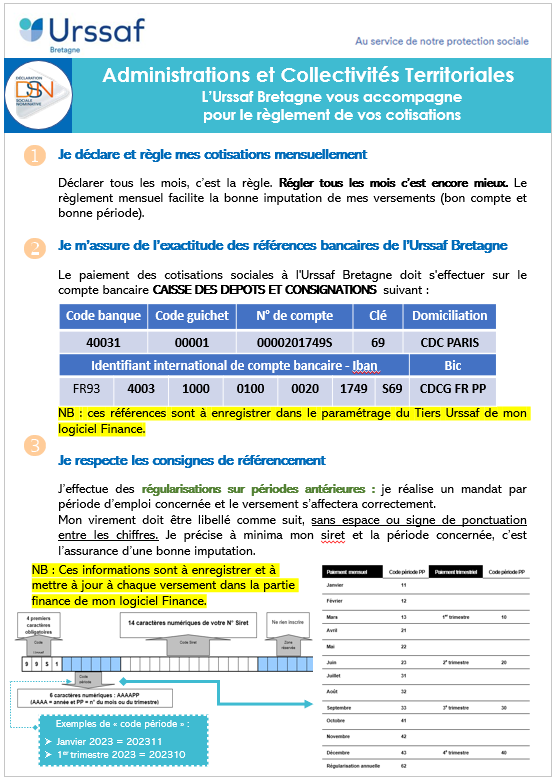 Urssaf
Bretagne
Au service de notre protection sociale
DÉCLARATION
DSN
SOCIALE
NOMINATIVE
Administrations et Collectivités Territoriales
L'Urssaf Bretagne vous accompagne
pour le règlement de vos cotisations
1 Je déclare et règle mes cotisations mensuellement
Déclarer tous les mois, c'est la règle. Régler tous les mois c'est encore mieux. Le
règlement mensuel facilite la bonne imputation de mes versements (bon compte et
bonne période).
2 Je m'assure de l'exactitude des références bancaires de l'Urssaf Bretagne
Le paiement des cotisations sociales à l'Urssaf Bretagne doit s'effectuer sur le
compte bancaire CAISSE DES DEPOTS ET CONSIGNATIONS suivant :
Code banque Code guichet N° de compte Clé Domiciliation
40031 00001 0000201749S 69 CDC PARIS
Identifiant international de compte bancaire - Iban Bic
FR93 4003 1000 0100 0020 1749 S69 CDCG FR PP
NB : ces références sont à enregistrer dans le paramétrage du Tiers Urssaf de mon
logiciel Finance.
3 Je respecte les consignes de référencement
J'effectue des régularisations sur périodes antérieures : je réalise un mandat par
période d'emploi concernée et le versement s'affectera correctement.
Mon virement doit être libellé comme suit, sans espace ou signe de ponctuation
entre les chiffres. Je précise à minima mon siret et la période concernée, c'est
l'assurance d'une bonne imputation.
NB : Ces informations sont à enregistrer et à
mettre à jour à chaque versement dans la partie
finance de mon logiciel Finance.
4 premiers
caractères
obligatoires
14 caractères numériques de votre N° Siret
Ne rien inscrire
Code
Code Siret
Zone
réservée
9 9 5 1
Code
période
6 caractères numériques : AAAAPP
(AAAA = année et PP = n° du mois ou du trimestre)
Exemples de « code période » :
➢ Janvier 2023 = 202311
➢ 1er trimestre 2023 = 202310
Paiement mensuel Code période PP Paiement trimestriel Code période PP
Janvier 11
Février 12
Mars 13 1er trimestre 10
Avril 21
Mai 22
Juin 23 2e trimestre 20
Juillet 31
Août 32
Septembre 33 3e trimestre 30
Octobre 41
Novembre 42
Décembre 43 4e trimestre 40
Régularisation annuelle 62